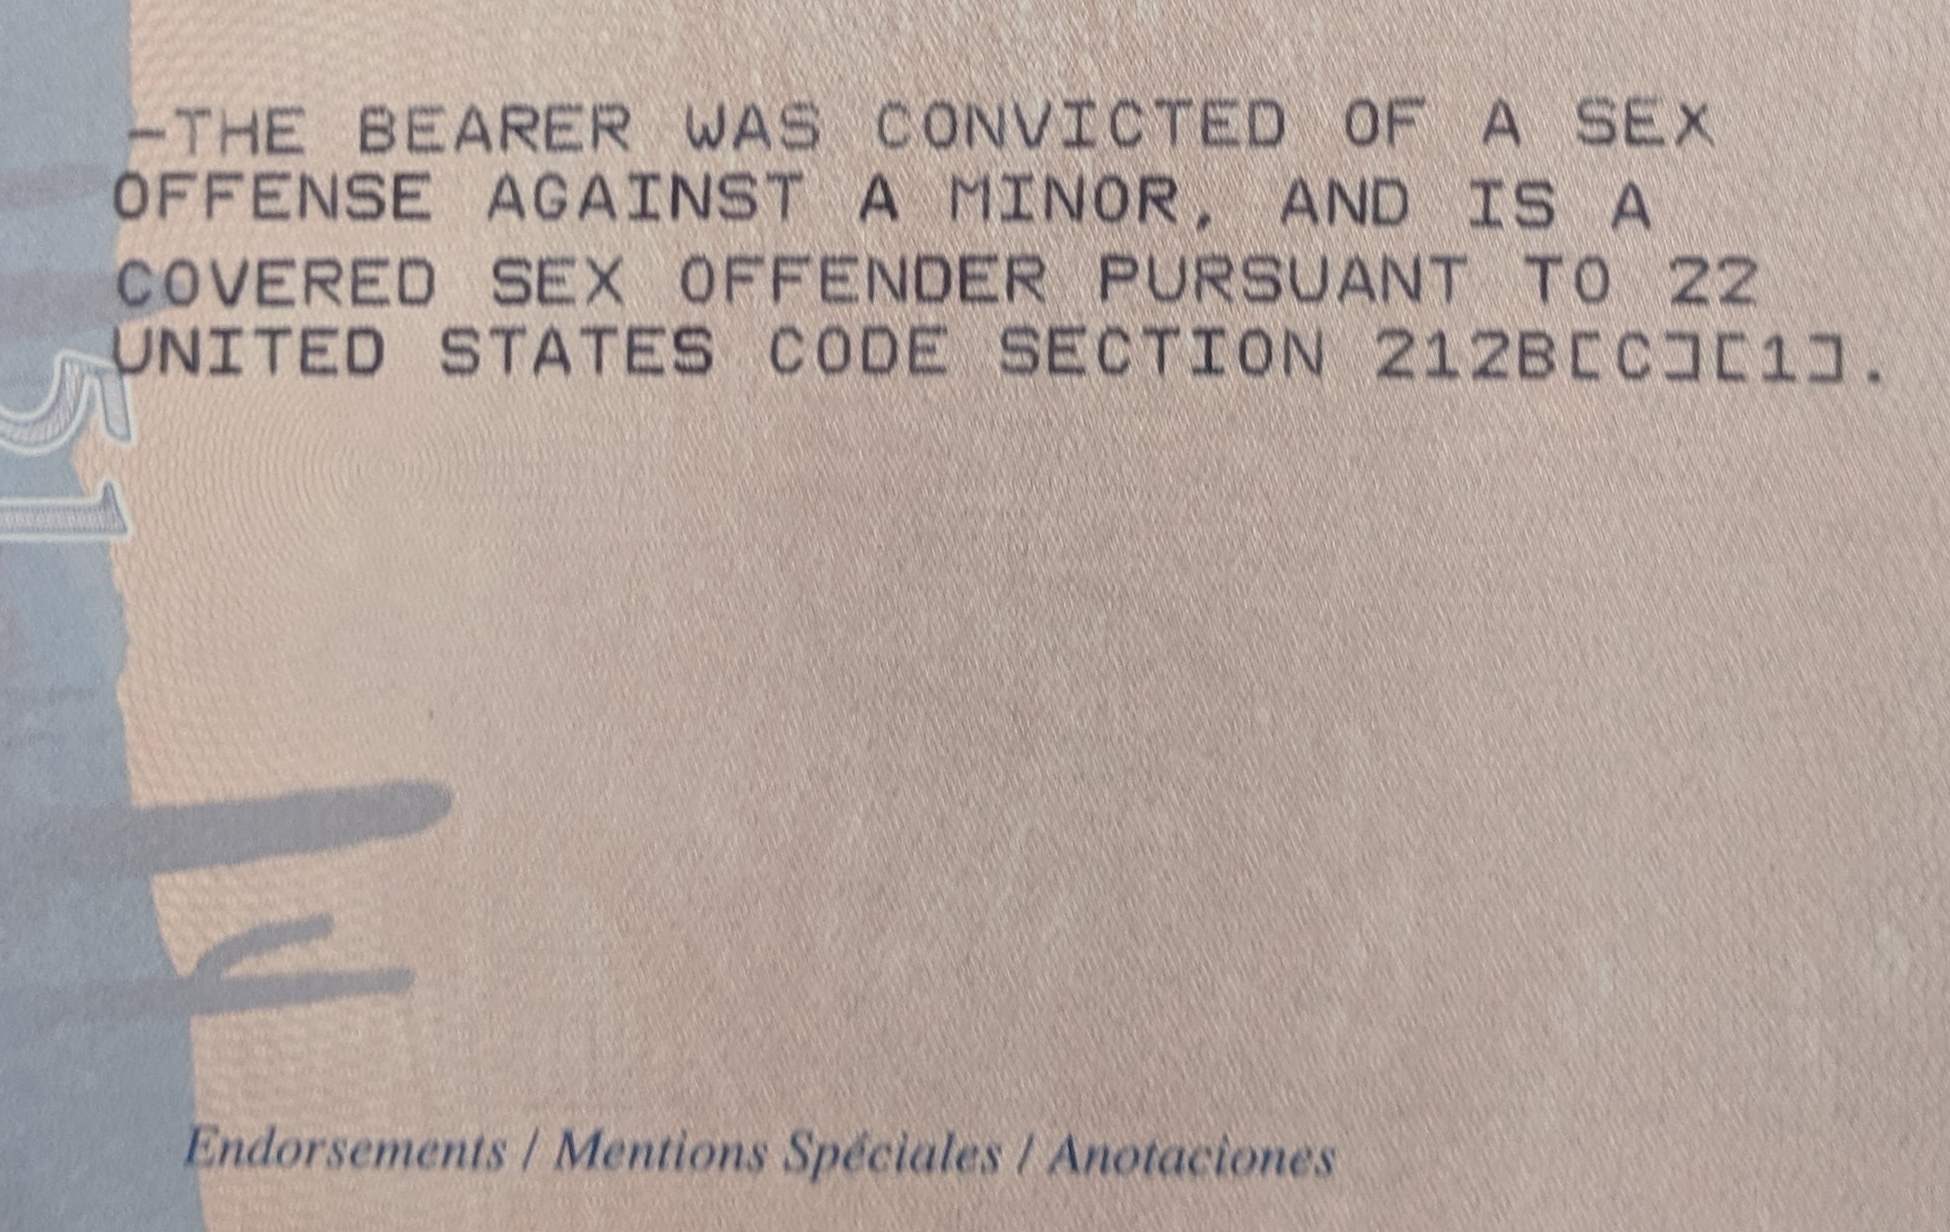 -THE BEARER WAS CONVICTED OF A SEX
OFFENSE AGAINST A MINOR, AND IS A
COVERED SEX OFFENDER PURSUANT TO 22
UNITED STATES CODE SECTION 212B[C][1].
51
Endorsements / Mentions Spéciales / Anotaciones